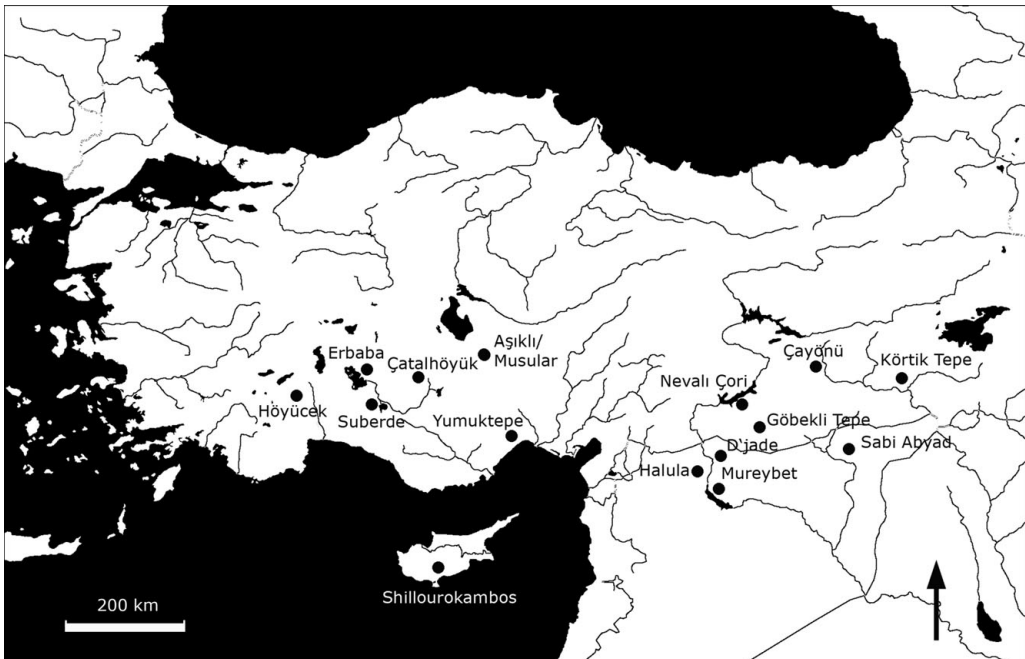 Aşıklı/
Musular
Erbaba
Çatalhöyük
Çayönü
Körtik Tepe
Nevalı Çori
Höyücek
Suberde
Yumuktepe
Göbekli Tepe
D'jade
Sabi Abyad
Halula
Mureybet
Shillourokambos
200 km